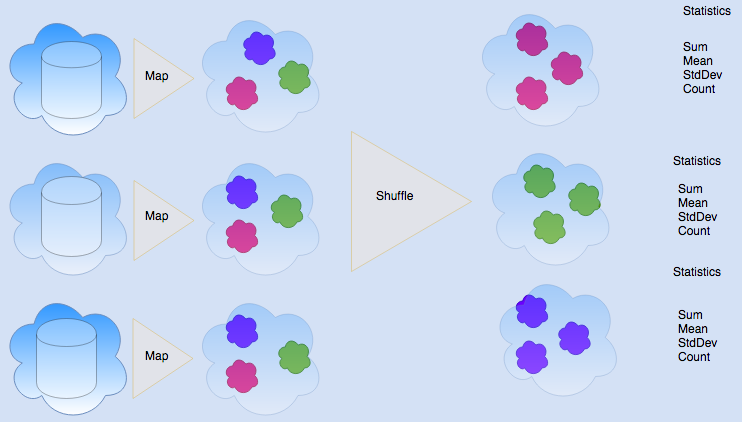 Statistics
Map
Sum
Mean
StdDev
Count
Statistics
Map
Shuffle
Sum
Mean
StdDev
Count
Statistics
Map
Sum
Mean
StdDev
Count